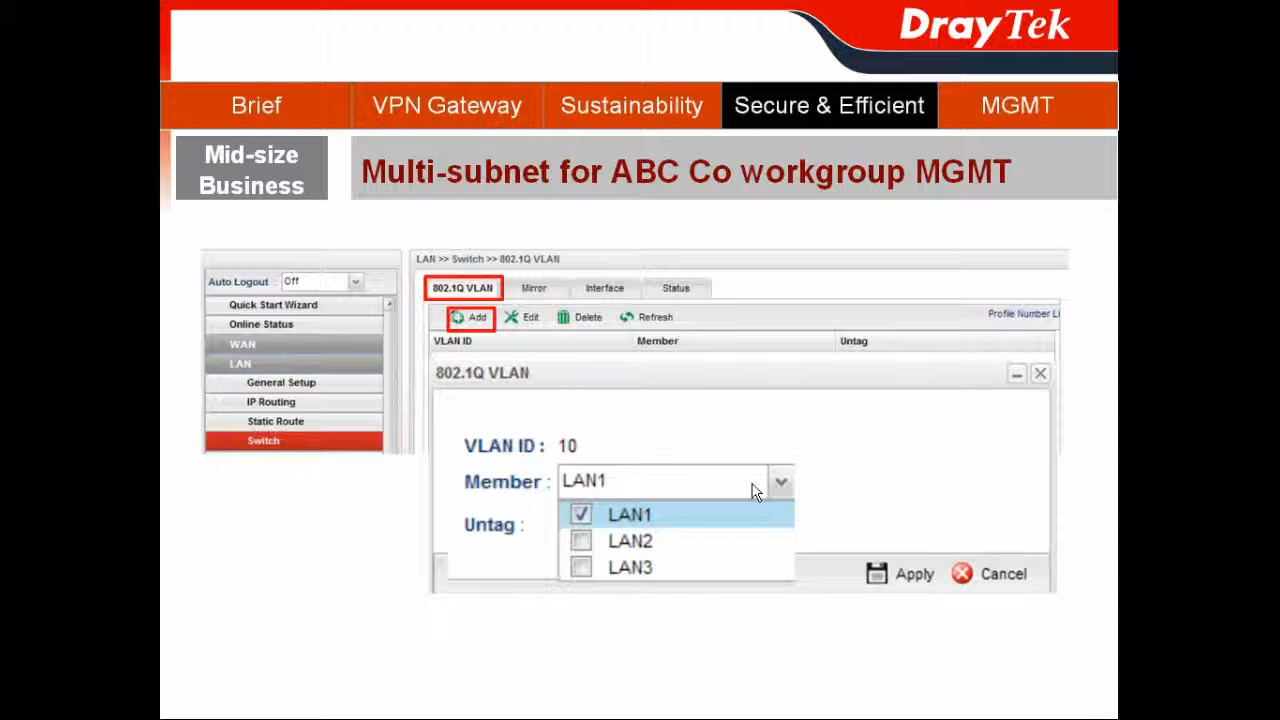 DrayTek
Brief VPN Gateway Sustainability Secure & Efficient MGMT
Mid-size
Business
Multi-subnet for ABC Co workgroup MGMT
Auto Logout : Off
Quick Start Wizard
Online Status
WAN
LAN
General Setup
IP Routing
Static Route
Switch
LAN >> Switch >> 802.1Q VLAN
802.1Q VLAN Mirror Interface Status
Add Edit Delete Refresh Profile Number Li
VLAN ID Member Untag
802.1Q VLAN
VLAN ID : 10
Member : LAN1
Untag :
LAN1
LAN2
LAN3
Apply Cancel